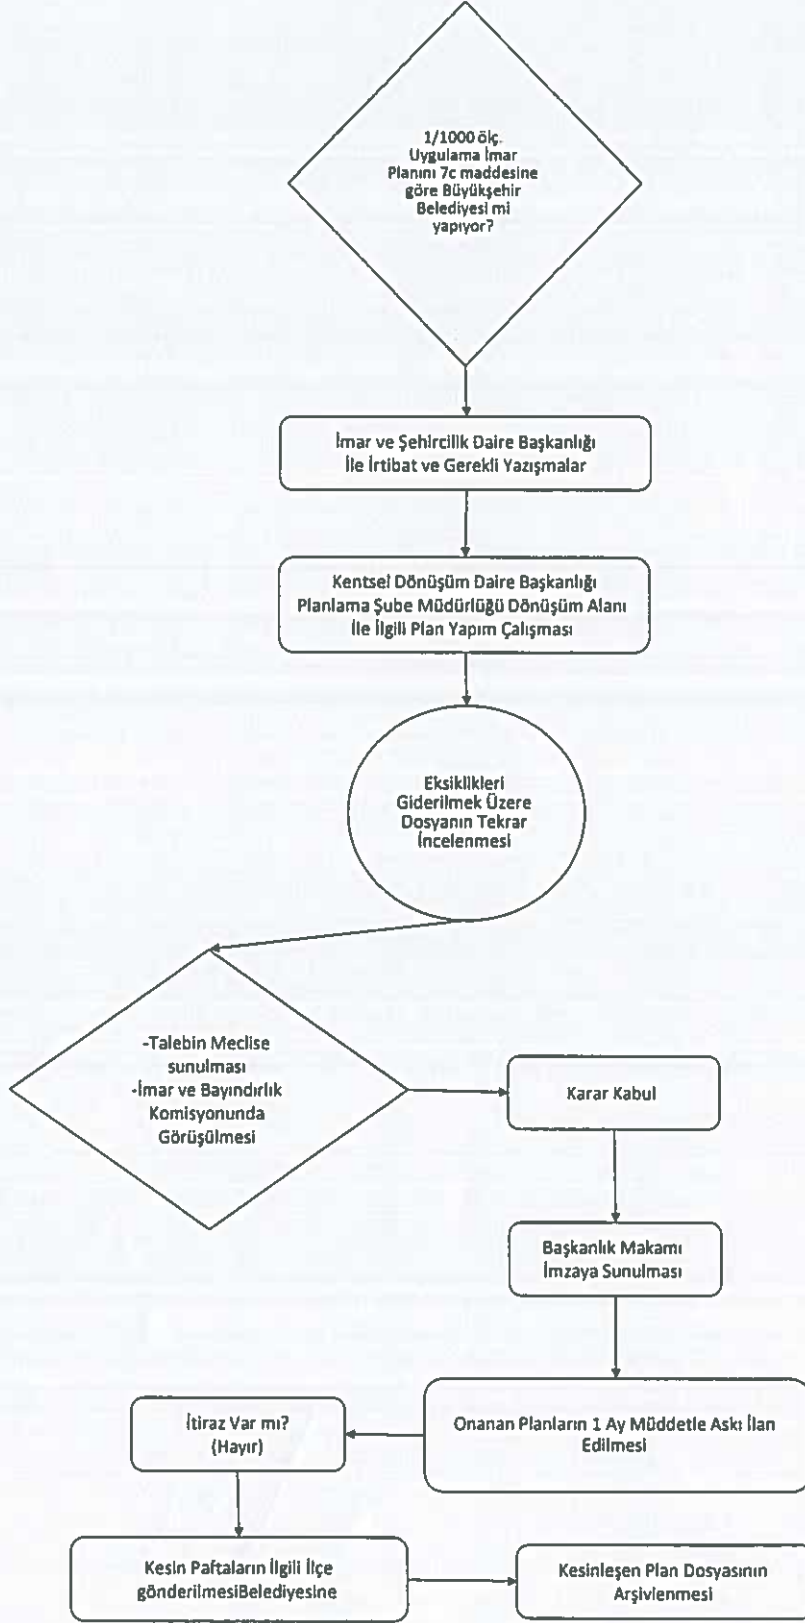 1/1000 ölç.
Uygulama İmar
Planını 7c maddesine
göre Büyükşehir
Belediyesi mi
yapıyor?
İmar ve Şehircilik Daire Başkanlığı
İle İrtibat ve Gerekli Yazışmalar
Kentsel Dönüşüm Daire Başkanlığı
Planlama Şube Müdürlüğü Dönüşüm Alanı
İle İlgili Plan Yapım Çalışması
Eksiklikleri
Giderilmek Üzere
Dosyanın Tekrar
İncelenmesi
-Talebin Meclise
sunulması
-İmar ve Bayındırlık
Komisyonunda
Görüşülmesi
Karar Kabul
Başkanlık Makamı
İmzaya Sunulması
Onanan Planların 1 Ay Müddetle Askı İlan
Edilmesi
İtiraz Var mı?
(Hayır)
Kesin Paftaların İlgili İlçe
gönderilmesiBelediyesine
Kesinleşen Plan Dosyasının
Arşivlenmesi